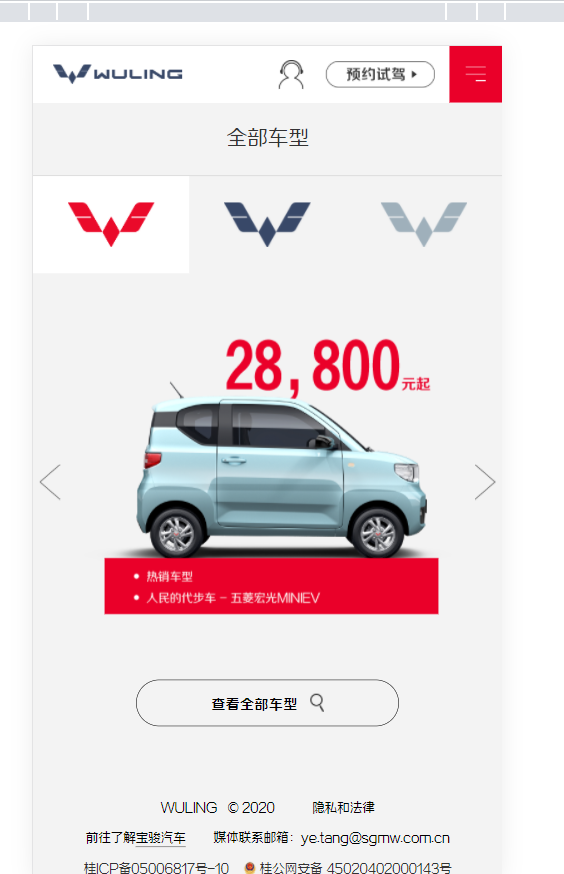 WULING 预约试驾
全部车型
28,800元起
热销车型
人民的代步车 - 五菱宏光MINIEV
查看全部车型
WULING © 2020 隐私和法律
前往了解宝骏汽车 媒体联系邮箱：ye.tang@sgmw.com.cn
桂ICP备05006817号-10 桂公网安备 45020402000143号